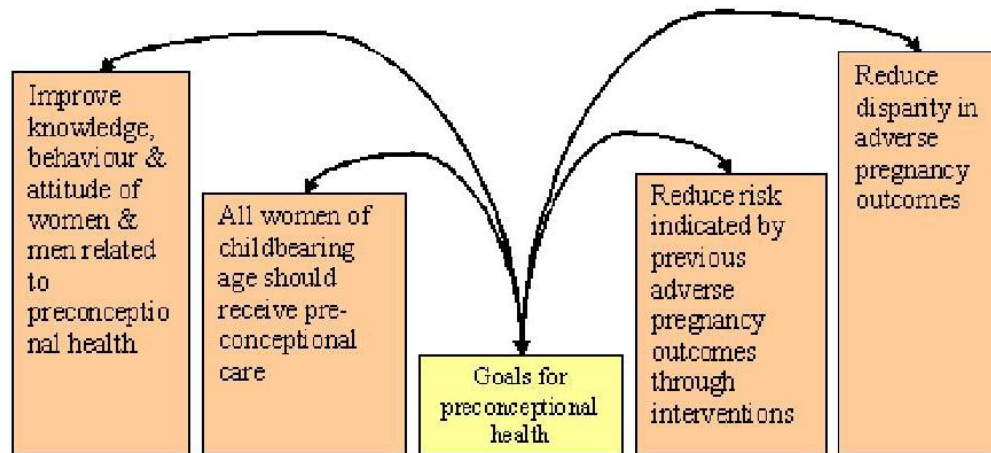 Improve
knowledge,
behaviour &
attitude of
women &
men related
to
preconceptio
nal health
All women of
childbearing
age should
receive pre-
conceptional
care
Goals for
preconceptional
health
Reduce risk
indicated by
previous
adverse
pregnancy
outcomes
through
interventions
Reduce
disparity in
adverse
pregnancy
outcomes